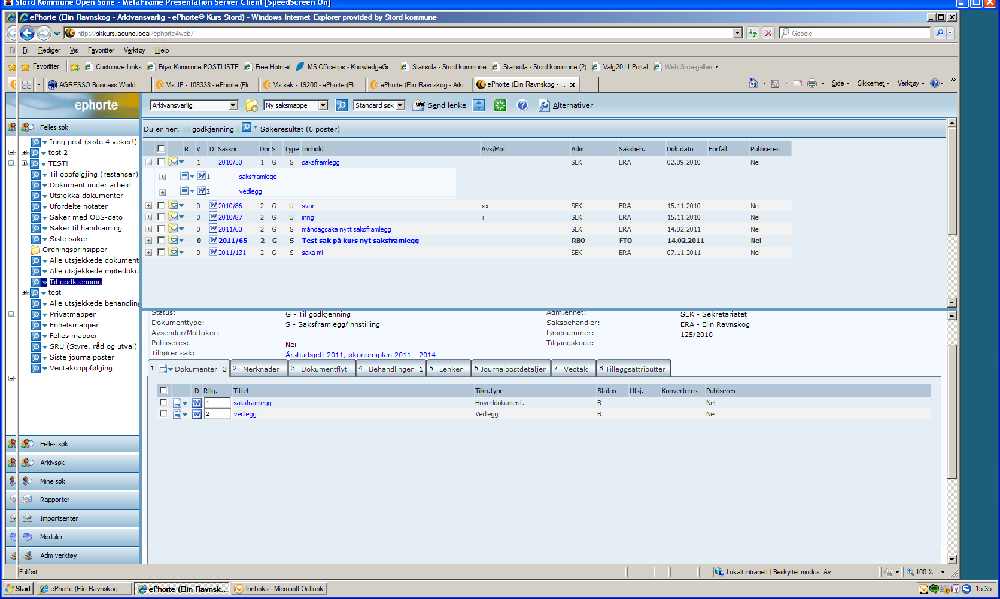 Stord Kommune Open Sone - MetaFrame Presentation Server Client [SpeedScreen On]
ePhorte (Elin Ravnskog - Arkivansvarlig - ePhorte® Kurs Stord) - Windows Internet Explorer provided by Stord kommune
http://skkurs.lacuno.local/ephorte4web/
Google
Fil Rediger Vis Favoritter Verktøy Hjelp
Favoritter Customize Links Fitjar Kommune POSTLISTE Free Hotmail MS Officetips - KnowledgeGr... Startsida - Stord kommune Startsida - Stord kommune (2) Valg2011 Portal Web Slice-galleri
AGRESSO Business World Vis JP - 108338 - ePhorte (Eli... Vis sak - 19200 - ePhorte (Eli... ePhorte (Elin Ravnskog - Arki... ePhorte (Elin Ravnskog - ... Side Sikkerhet Verktøy »
ephorte
Arkivansvarlig Ny saksmappe Standard søk Send lenke Alternativer
Felles søk
Inng post (siste 4 veker!)
test 2
TEST!
Til oppfølgjing (restansar)
Dokument under arbeid
Utsjekka dokumenter
Ufordelte notater
Saker med OBS-dato
Saker til handsaming
Siste saker
Ordningsprinsipper
Alle utsjekkede dokument
Alle utsjekkede møtedoku
Til godkjenning
test
Alle utsjekkede behandlin
Privatmapper
Enhetsmapper
Felles mapper
SRU (Styre, råd og utval)
Siste journalposter
Vedtaksoppfølging
Felles søk
Arkivsøk
Mine søk
Rapporter
Importsenter
Moduler
Adm verktøy
Du er her: Til godkjenning | Søkeresultat (6 poster)
R V D Saksnr Dnr S Type Innhold Avs/Mot Adm Saksbeh. Dok.dato Forfall Publiseres
1 2010/50 1 G S saksframlegg SEK ERA 02.09.2010 Nei
1 saksframlegg
2 vedlegg
0 2010/86 2 G U svar xx SEK ERA 15.11.2010 Nei
0 2010/87 2 G U inng ii SEK ERA 15.11.2010 Nei
0 2011/63 2 G S måndagsaka nytt saksframlegg SEK ERA 14.02.2011 Nei
0 2011/65 2 G S Test sak på kurs nyt saksframlegg RBO FTO 14.02.2011 Nei
0 2011/131 2 G S saka mi SEK ERA 07.11.2011 Nei
Status: G - Til godkjenning Adm.enhet: SEK - Sekretariatet
Dokumenttype: S - Saksframlegg/innstilling Saksbehandler: ERA - Elin Ravnskog
Avsender/Mottaker: Løpenummer: 125/2010
Publiseres: Nei Tilgangskode: -
Tilhører sak: Årsbudsjett 2011, økonomiplan 2011 - 2014
1 Dokumenter 3 2 Merknader 3 Dokumentflyt 4 Behandlinger 1 5 Lenker 6 Journalpostdetaljer 7 Vedtak 8 Tilleggsattributter
D Rflg. Tittel Tilkn.type Status Utsj. Konverteres Publiseres
1 saksframlegg Hoveddokument. B Nei
2 vedlegg Vedlegg B Nei
Fullført Lokalt intranett | Beskyttet modus: Av 100 %
Start ePhorte (Elin Ravnskog - ... ePhorte (Elin Ravnsk... Innboks - Microsoft Outlook 15:35